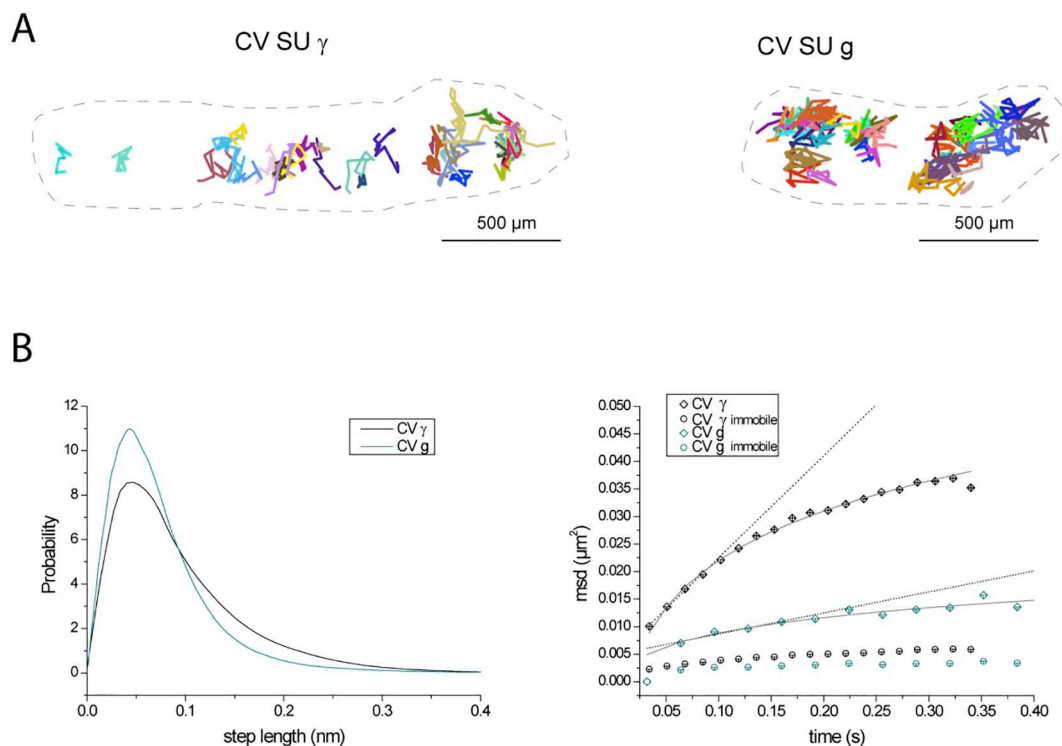 A
CV SU γ
CV SU g
500 µm
500 µm
B
12
10
8
6
4
2
0
Probability
CV γ
CV g
0.0
0.1
0.2
0.3
0.4
step length (nm)
CV γ
CV γ immobile
CV g
CV g immobile
0.050
0.045
0.040
0.035
0.030
0.025
0.020
0.015
0.010
0.005
0.000
msd (µm²)
0.05
0.10
0.15
0.20
0.25
0.30
0.35
0.40
time (s)